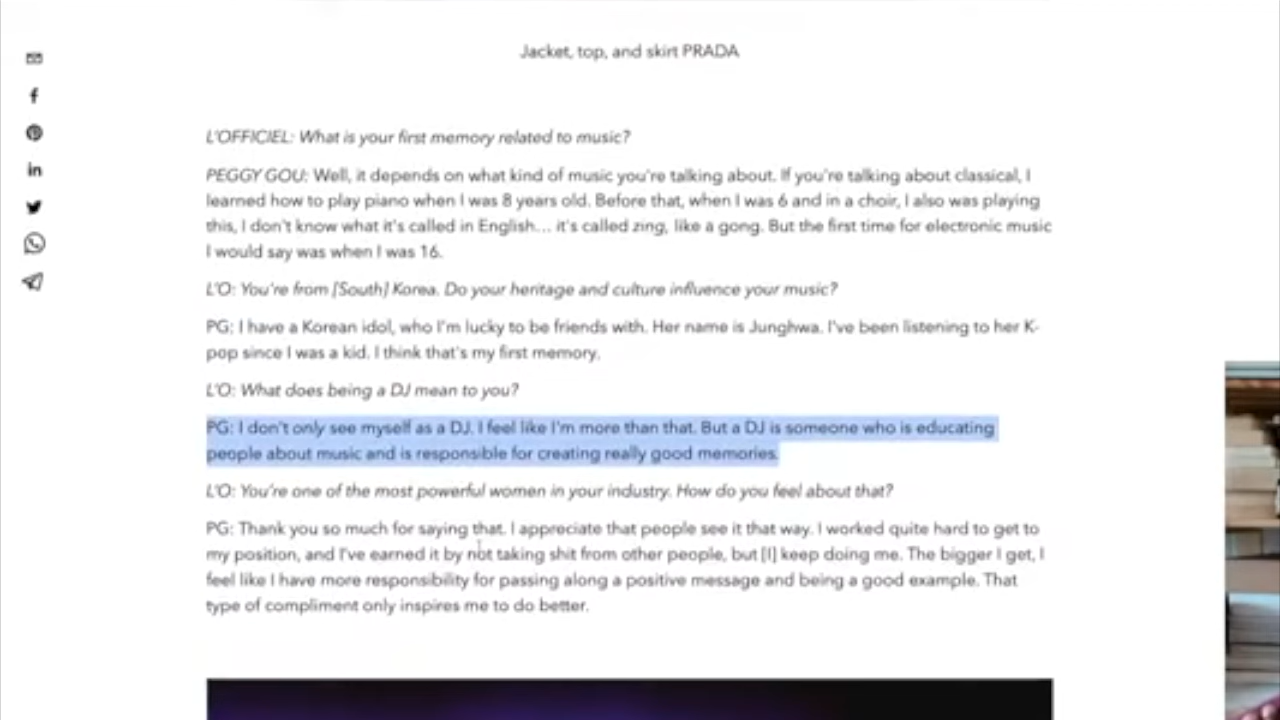 Jacket, top, and skirt PRADA
L'OFFICIEL: What is your first memory related to music?
PEGGY GOU: Well, it depends on what kind of music you're talking about. If you're talking about classical, I
learned how to play piano when I was 8 years old. Before that, when I was 6 and in a choir, I also was playing
this, I don't know what it's called in English... it's called zing, like a gong. But the first time for electronic music
I would say was when I was 16.
L'O: You're from [South] Korea. Do your heritage and culture influence your music?
PG: I have a Korean idol, who I'm lucky to be friends with. Her name is Junghwa. I've been listening to her K-
pop since I was a kid. I think that's my first memory.
L'O: What does being a DJ mean to you?
PG: I don't only see myself as a DJ. I feel like I'm more than that. But a DJ is someone who is educating
people about music and is responsible for creating really good memories.
L'O: You're one of the most powerful women in your industry. How do you feel about that?
PG: Thank you so much for saying that. I appreciate that people see it that way. I worked quite hard to get to
my position, and I've earned it by not taking shit from other people, but [I] keep doing me. The bigger I get, I
feel like I have more responsibility for passing along a positive message and being a good example. That
type of compliment only inspires me to do better.